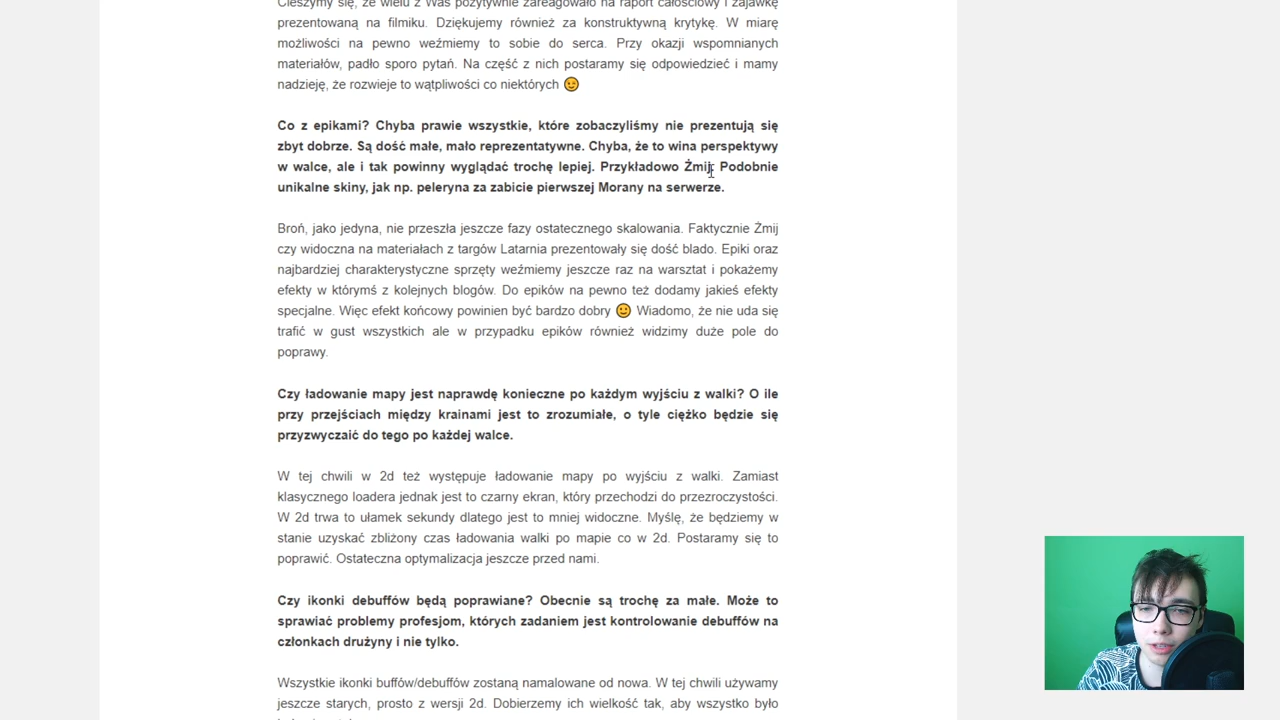 Cieszymy się, że wielu z Was pozytywnie zareagowało na raport całościowy i zajawkę
prezentowaną na filmiku. Dziękujemy również za konstruktywną krytykę. W miarę
możliwości na pewno weźmiemy to sobie do serca. Przy okazji wspomnianych
materiałów, padło sporo pytań. Na część z nich postaramy się odpowiedzieć i mamy
nadzieję, że rozwieje to wątpliwości co niektórych
Co z epikami? Chyba prawie wszystkie, które zobaczyliśmy nie prezentują się
zbyt dobrze. Są dość małe, mało reprezentatywne. Chyba, że to wina perspektywy
w walce, ale i tak powinny wyglądać trochę lepiej. Przykładowo Żmij. Podobnie
unikalne skiny, jak np. peleryna za zabicie pierwszej Morany na serwerze.
Broń, jako jedyna, nie przeszła jeszcze fazy ostatecznego skalowania. Faktycznie Żmij
czy widoczna na materiałach z targów Latarnia prezentowały się dość blado. Epiki oraz
najbardziej charakterystyczne sprzęty weźmiemy jeszcze raz na warsztat i pokażemy
efekty w którymś z kolejnych blogów. Do epików na pewno też dodamy jakieś efekty
specjalne. Więc efekt końcowy powinien być bardzo dobry 🙂 Wiadomo, że nie uda się
trafić w gust wszystkich ale w przypadku epików również widzimy duże pole do
poprawy.
Czy ładowanie mapy jest naprawdę konieczne po każdym wyjściu z walki? O ile
przy przejściach między krainami jest to zrozumiałe, o tyle ciężko będzie się
przyzwyczaić do tego po każdej walce.
W tej chwili w 2d też występuje ładowanie mapy po wyjściu z walki. Zamiast
klasycznego loadera jednak jest to czarny ekran, który przechodzi do przezroczystości.
W 2d trwa to ułamek sekundy dlatego jest to mniej widoczne. Myślę, że będziemy w
stanie uzyskać zbliżony czas ładowania walki po mapie co w 2d. Postaramy się to
poprawić. Ostateczna optymalizacja jeszcze przed nami.
Czy ikonki debuffów będą poprawiane? Obecnie są trochę za małe. Może to
sprawiać problemy profesjom, których zadaniem jest kontrolowanie debuffów na
członkach drużyny i nie tylko.
Wszystkie ikonki buffów/debuffów zostaną namalowane od nowa. W tej chwili używamy
jeszcze starych, prosto z wersji 2d. Dobierzemy ich wielkość tak, aby wszystko było